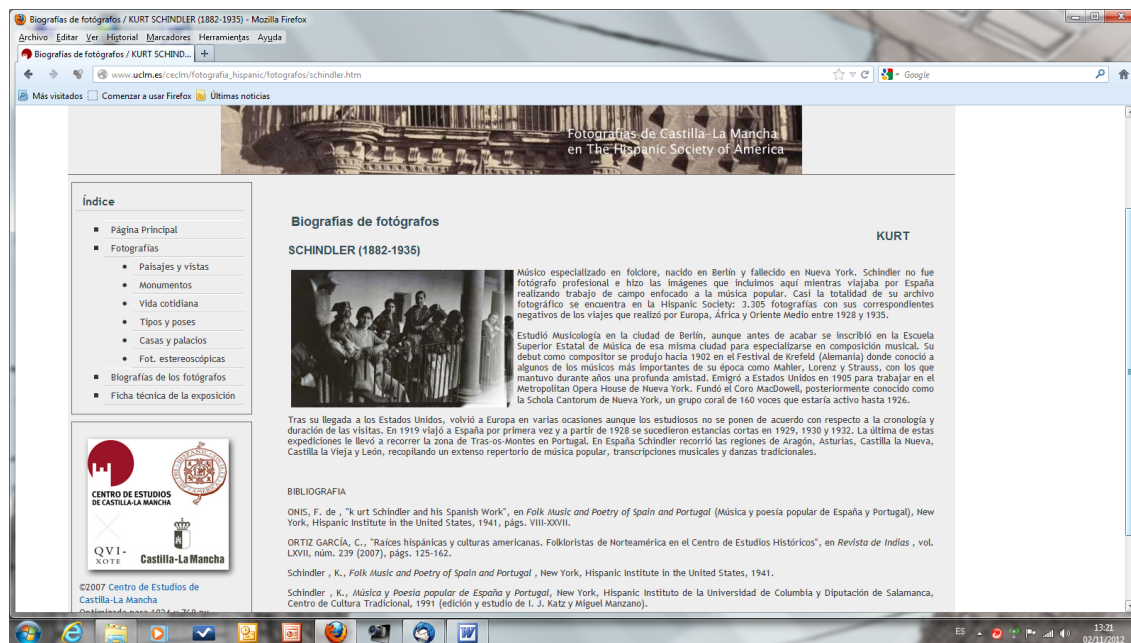 Biografías de fotógrafos / KURT SCHINDLER (1882-1935) - Mozilla Firefox
Archivo Editar Ver Historial Marcadores Herramientas Ayuda
Biografías de fotógrafos / KURT SCHIND...
www.uclm.es/ceclm/fotografia_hispanic/fotografos/schindler.htm
Google
Más visitados Comenzar a usar Firefox Últimas noticias
Fotografías de Castilla-La Mancha
en The Hispanic Society of America
Índice
Página Principal
Fotografías
Paisajes y vistas
Monumentos
Vida cotidiana
Tipos y poses
Casas y palacios
Fot. estereoscópicas
Biografías de los fotógrafos
Ficha técnica de la exposición
CENTRO DE ESTUDIOS
DE CASTILLA-LA MANCHA
QVI-
XOTE
Castilla-La Mancha
©2007 Centro de Estudios de
Castilla-La Mancha
Optimizada para 1024 x 768 px
Biografías de fotógrafos
KURT
SCHINDLER (1882-1935)
Músico especializado en folclore, nacido en Berlín y fallecido en Nueva York. Schindler no fue
fotógrafo profesional e hizo las imágenes que incluimos aquí mientras viajaba por España
realizando trabajo de campo enfocado a la música popular. Casi la totalidad de su archivo
fotográfico se encuentra en la Hispanic Society: 3.305 fotografías con sus correspondientes
negativos de los viajes que realizó por Europa, África y Oriente Medio entre 1928 y 1935.
Estudió Musicología en la ciudad de Berlín, aunque antes de acabar se inscribió en la Escuela
Superior Estatal de Música de esa misma ciudad para especializarse en composición musical. Su
debut como compositor se produjo hacia 1902 en el Festival de Krefeld (Alemania) donde conoció a
algunos de los músicos más importantes de su época como Mahler, Lorenz y Strauss, con los que
mantuvo durante años una profunda amistad. Emigró a Estados Unidos en 1905 para trabajar en el
Metropolitan Opera House de Nueva York. Fundó el Coro MacDowell, posteriormente conocido como
la Schola Cantorum de Nueva York, un grupo coral de 160 voces que estaría activo hasta 1926.
Tras su llegada a los Estados Unidos, volvió a Europa en varias ocasiones aunque los estudiosos no se ponen de acuerdo con respecto a la cronología y
duración de las visitas. En 1919 viajó a España por primera vez y a partir de 1928 se sucedieron estancias cortas en 1929, 1930 y 1932. La última de estas
expediciones le llevó a recorrer la zona de Tras-os-Montes en Portugal. En España Schindler recorrió las regiones de Aragón, Asturias, Castilla la Nueva,
Castilla la Vieja y León, recopilando un extenso repertorio de música popular, transcripciones musicales y danzas tradicionales.
BIBLIOGRAFIA
ONIS, F. de , "k urt Schindler and his Spanish Work", en Folk Music and Poetry of Spain and Portugal (Música y poesía popular de España y Portugal), New
York, Hispanic Institute in the United States, 1941, págs. VIII-XXVII.
ORTIZ GARCÍA, C., "Raíces hispánicas y culturas americanas. Folkloristas de Norteamérica en el Centro de Estudios Históricos", en Revista de Indias , vol.
LXVII, núm. 239 (2007), págs. 125-162.
Schindler , K., Folk Music and Poetry of Spain and Portugal , New York, Hispanic Institute in the United States, 1941.
Schindler , K., Música y Poesía popular de España y Portugal, New York, Hispanic Instituto de la Universidad de Columbia y Diputación de Salamanca,
Centro de Cultura Tradicional, 1991 (edición y estudio de I. J. Katz y Miguel Manzano).
ES
13:21
02/11/2012